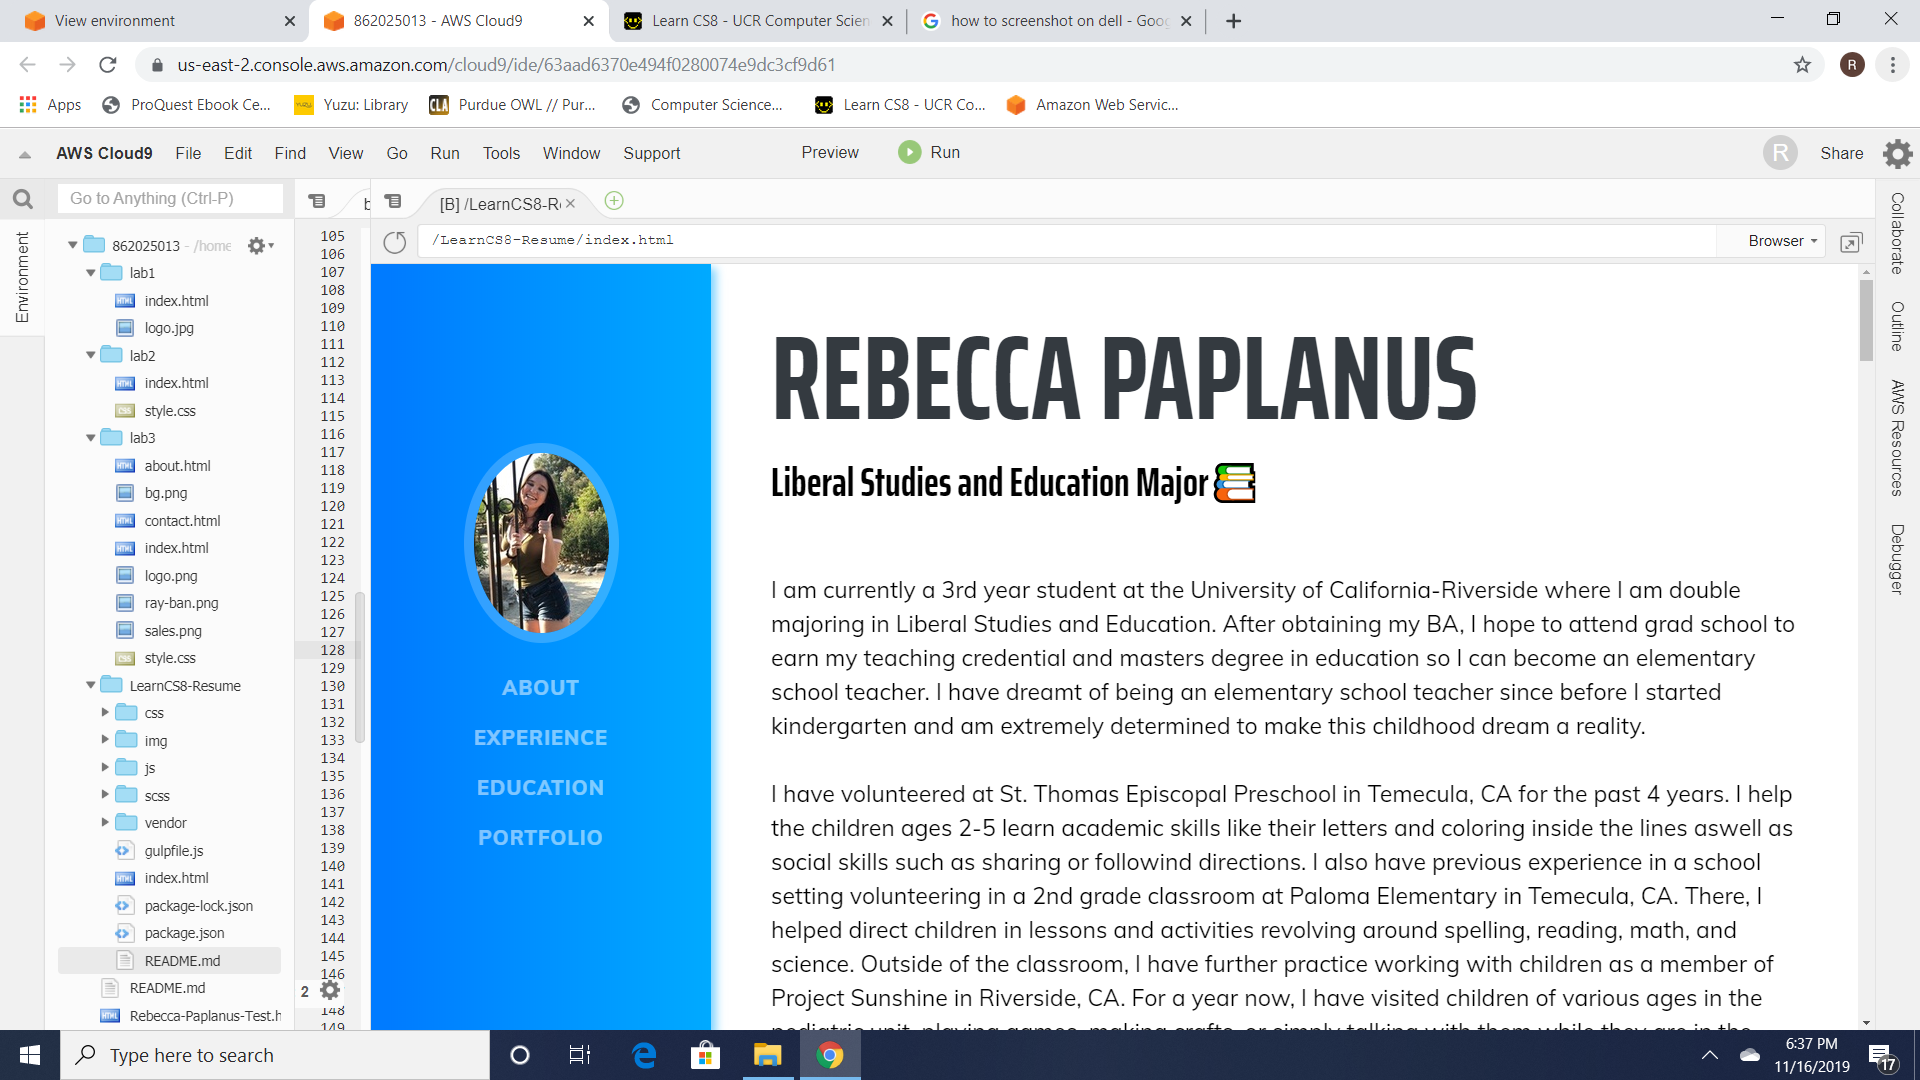 View environment
862025013 - AWS Cloud9
Learn CS8 - UCR Computer Scien
how to screenshot on dell - Goog
us-east-2.console.aws.amazon.com/cloud9/ide/63aad6370e494f0280074e9dc3cf9d61
R
Apps
ProQuest Ebook Ce...
YUZU
Yuzu: Library
CLA
Purdue OWL // Pur...
Computer Science...
Learn CS8 - UCR Co...
Amazon Web Servic...
AWS Cloud9 File Edit Find View Go Run Tools Window Support Preview Run
R
Share
Go to Anything (Ctrl-P)
b
[B] /LearnCS8-R
/LearnCS8-Resume/index.html
Browser
Environment
862025013 - /home
lab1
index.html
logo.jpg
lab2
index.html
style.css
lab3
about.html
bg.png
contact.html
index.html
logo.png
ray-ban.png
sales.png
style.css
LearnCS8-Resume
css
img
js
scss
vendor
gulpfile.js
index.html
package-lock.json
package.json
README.md
README.md
Rebecca-Paplanus-Test.h
105
106
107
108
109
110
111
112
113
114
115
116
117
118
119
120
121
122
123
124
125
126
127
128
129
130
131
132
133
134
135
136
137
138
139
140
141
142
143
144
145
146
2
148
149
ABOUT
EXPERIENCE
EDUCATION
PORTFOLIO
REBECCA PAPLANUS
Liberal Studies and Education Major
I am currently a 3rd year student at the University of California-Riverside where I am double
majoring in Liberal Studies and Education. After obtaining my BA, I hope to attend grad school to
earn my teaching credential and masters degree in education so I can become an elementary
school teacher. I have dreamt of being an elementary school teacher since before I started
kindergarten and am extremely determined to make this childhood dream a reality.
I have volunteered at St. Thomas Episcopal Preschool in Temecula, CA for the past 4 years. I help
the children ages 2-5 learn academic skills like their letters and coloring inside the lines aswell as
social skills such as sharing or followind directions. I also have previous experience in a school
setting volunteering in a 2nd grade classroom at Paloma Elementary in Temecula, CA. There, I
helped direct children in lessons and activities revolving around spelling, reading, math, and
science. Outside of the classroom, I have further practice working with children as a member of
Project Sunshine in Riverside, CA. For a year now, I have visited children of various ages in the
pediatric unit, playing games, making crafts, or simply talking with them while they are in the
Collaborate
Outline
AWS Resources
Debugger
Type here to search
6:37 PM
11/16/2019
17